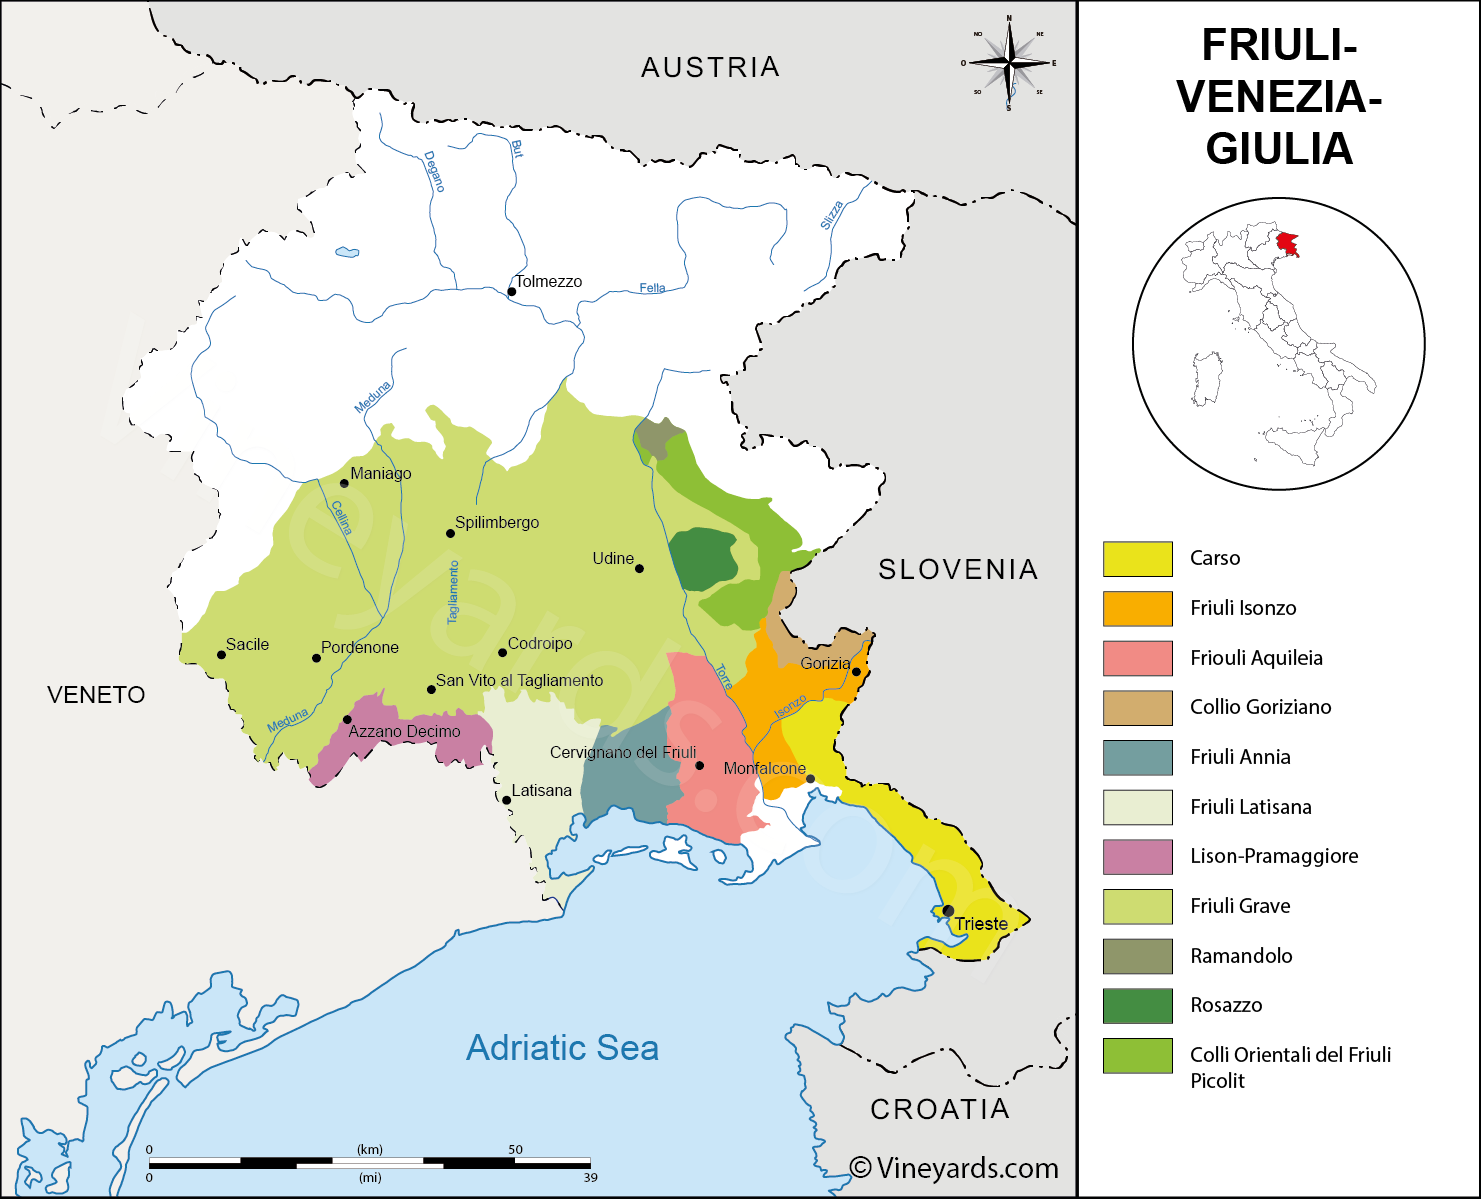 FRIULI-
VENEZIA-
GIULIA
AUSTRIA
N
NO
NE
O
E
SO
SE
S
Degano
But
Slizza
Tolmezzo
Fella
Meduna
Maniago
Cellina
Spilimbergo
Udine
Tagliamento
SLOVENIA
Sacile
Pordenone
Codroipo
Gorizia
Torre
San Vito al Tagliamento
VENETO
Isonzo
Meduna
Azzano Decimo
Cervignano del Friuli
Monfalcone
Latisana
Trieste
Adriatic Sea
CROATIA
0
(km)
50
0
(mi)
39
© Vineyards.com
Carso
Friuli Isonzo
Friouli Aquileia
Collio Goriziano
Friuli Annia
Friuli Latisana
Lison-Pramaggiore
Friuli Grave
Ramandolo
Rosazzo
Colli Orientali del Friuli
Picolit